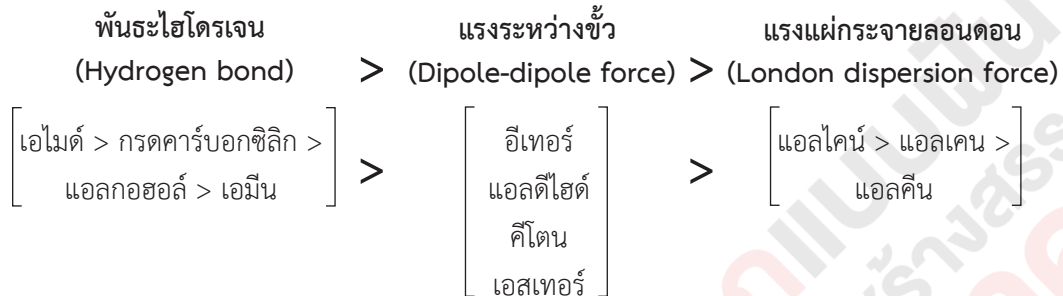 พันธะไฮโดรเจน
(Hydrogen bond)
>
แรงระหว่างขั้ว
(Dipole-dipole force)
>
แรงแผ่กระจายลอนดอน
(London dispersion force)
เอไมด์ > กรดคาร์บอกซิลิก >
แอลกอฮอล์ > เอมีน
>
อีเทอร์
แอลดีไฮด์
คีโตน
เอสเทอร์
>
แอลไคน์ > แอลเคน >
แอลคีน